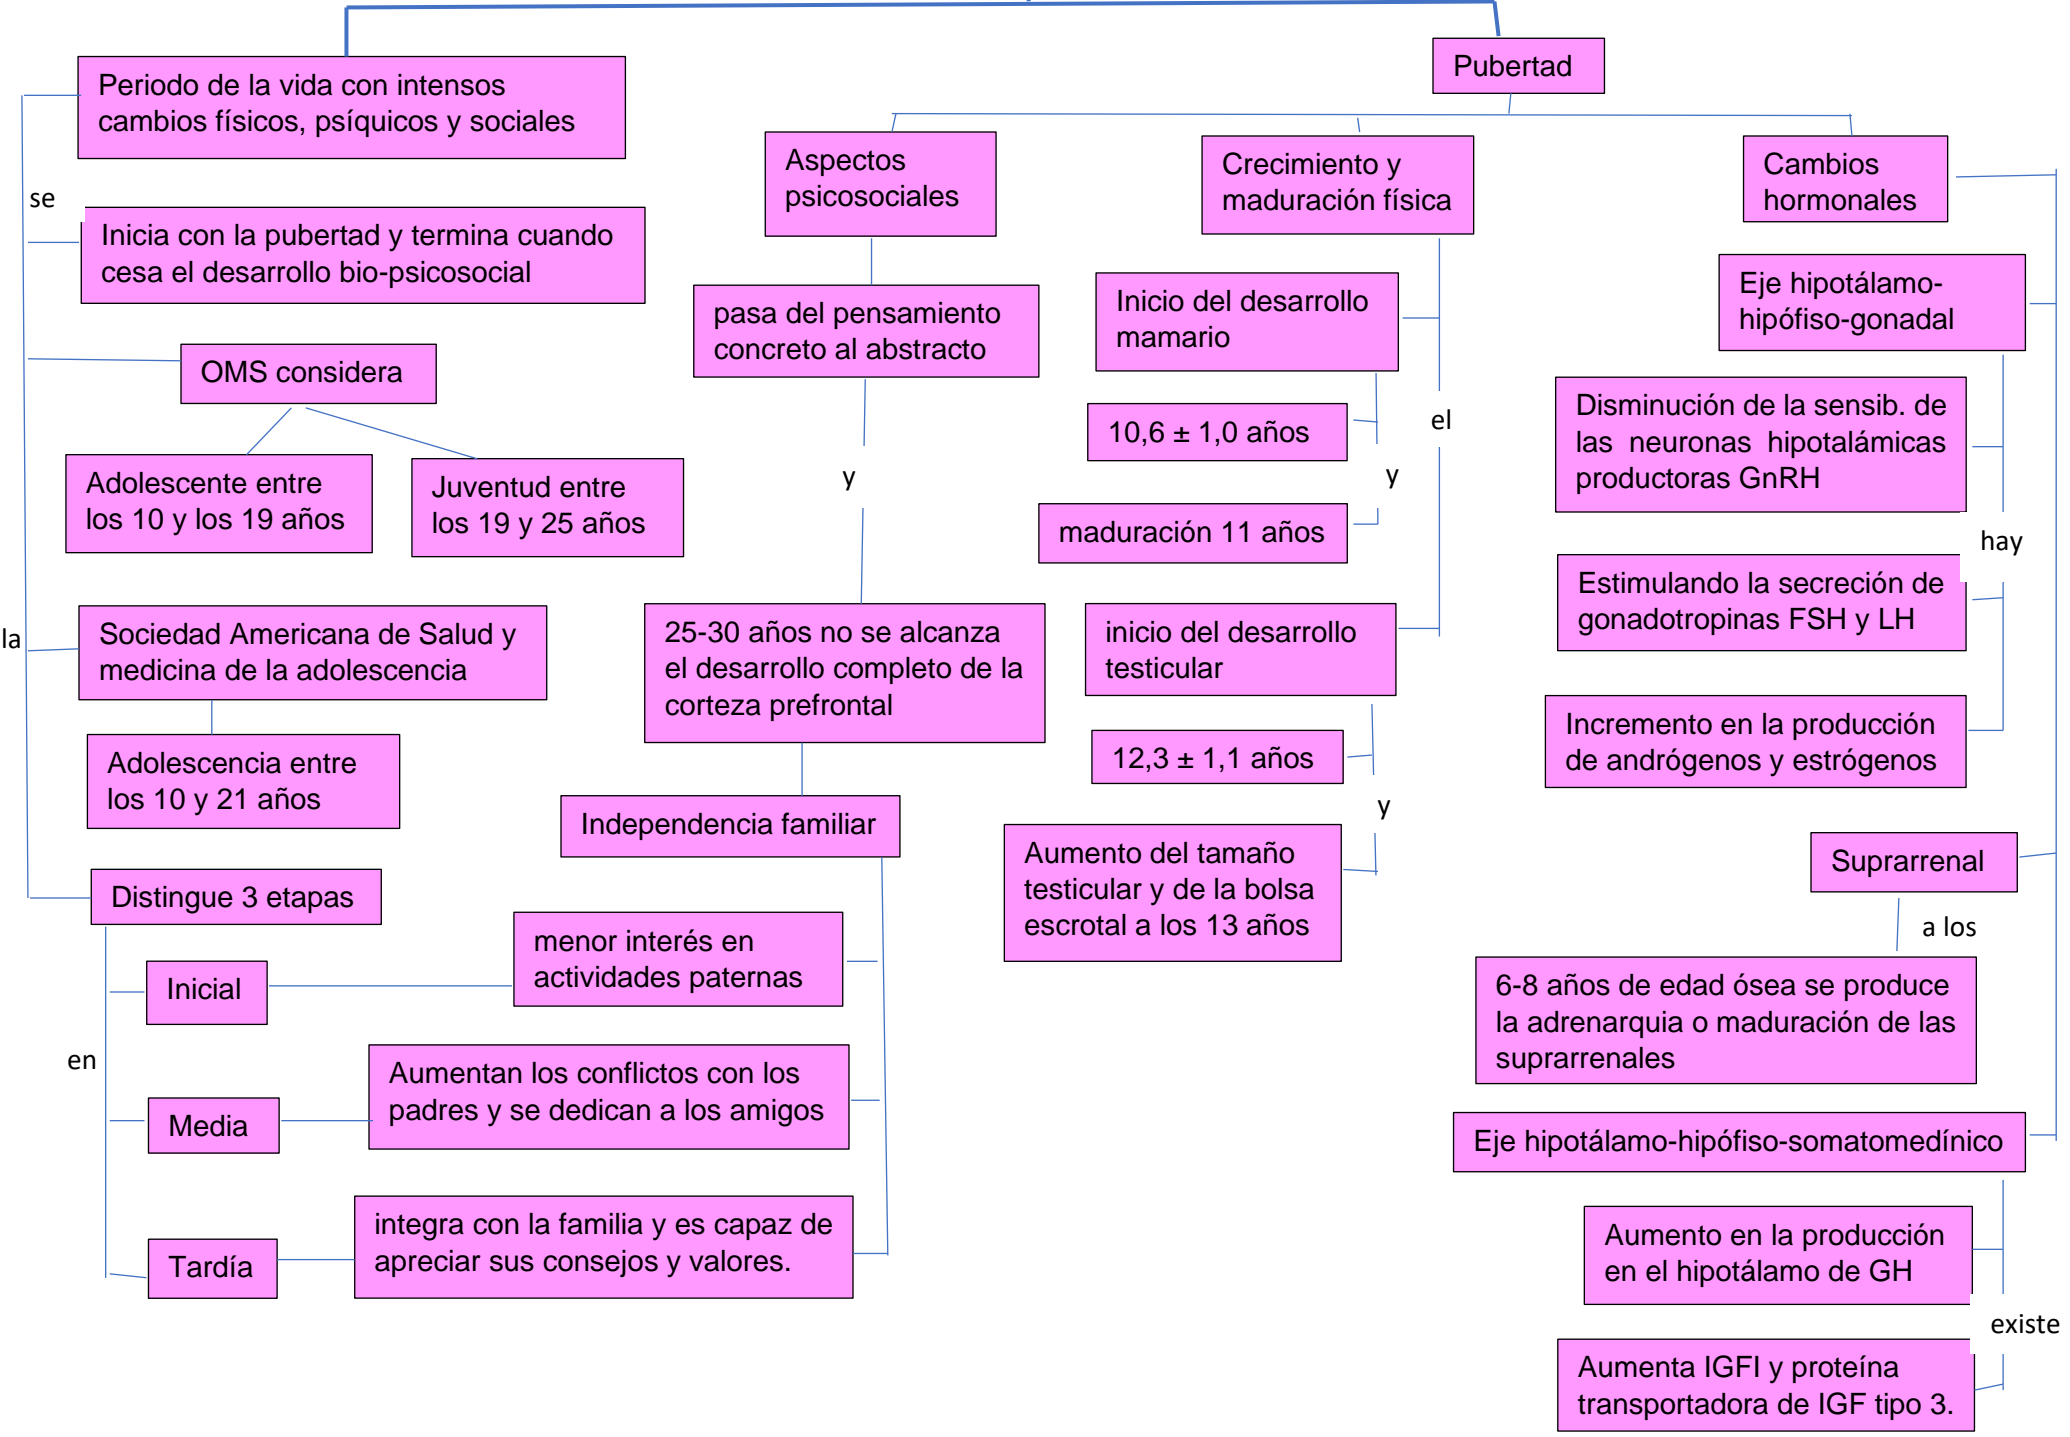 Periodo de la vida con intensos
cambios físicos, psíquicos y sociales
se
Inicia con la pubertad y termina cuando
cesa el desarrollo bio-psicosocial
OMS considera
Adolescente entre
los 10 y los 19 años
Juventud entre
los 19 y 25 años
la
Sociedad Americana de Salud y
medicina de la adolescencia
Adolescencia entre
los 10 y 21 años
Distingue 3 etapas
en
Inicial
Media
Tardía
Pubertad
Aspectos
psicosociales
pasa del pensamiento
concreto al abstracto
y
25-30 años no se alcanza
el desarrollo completo de la
corteza prefrontal
Independencia familiar
menor interés en
actividades paternas
Aumentan los conflictos con los
padres y se dedican a los amigos
integra con la familia y es capaz de
apreciar sus consejos y valores.
Crecimiento y
maduración física
el
Inicio del desarrollo
mamario
10,6 ± 1,0 años
y
maduración 11 años
inicio del desarrollo
testicular
12,3 ± 1,1 años
y
Aumento del tamaño
testicular y de la bolsa
escrotal a los 13 años
Cambios
hormonales
Eje hipotálamo-
hipófiso-gonadal
Disminución de la sensib. de
las neuronas hipotalámicas
productoras GnRH
hay
Estimulando la secreción de
gonadotropinas FSH y LH
Incremento en la producción
de andrógenos y estrógenos
Suprarrenal
a los
6-8 años de edad ósea se produce
la adrenarquia o maduración de las
suprarrenales
Eje hipotálamo-hipófiso-somatomedínico
Aumento en la producción
en el hipotálamo de GH
existe
Aumenta IGFI y proteína
transportadora de IGF tipo 3.